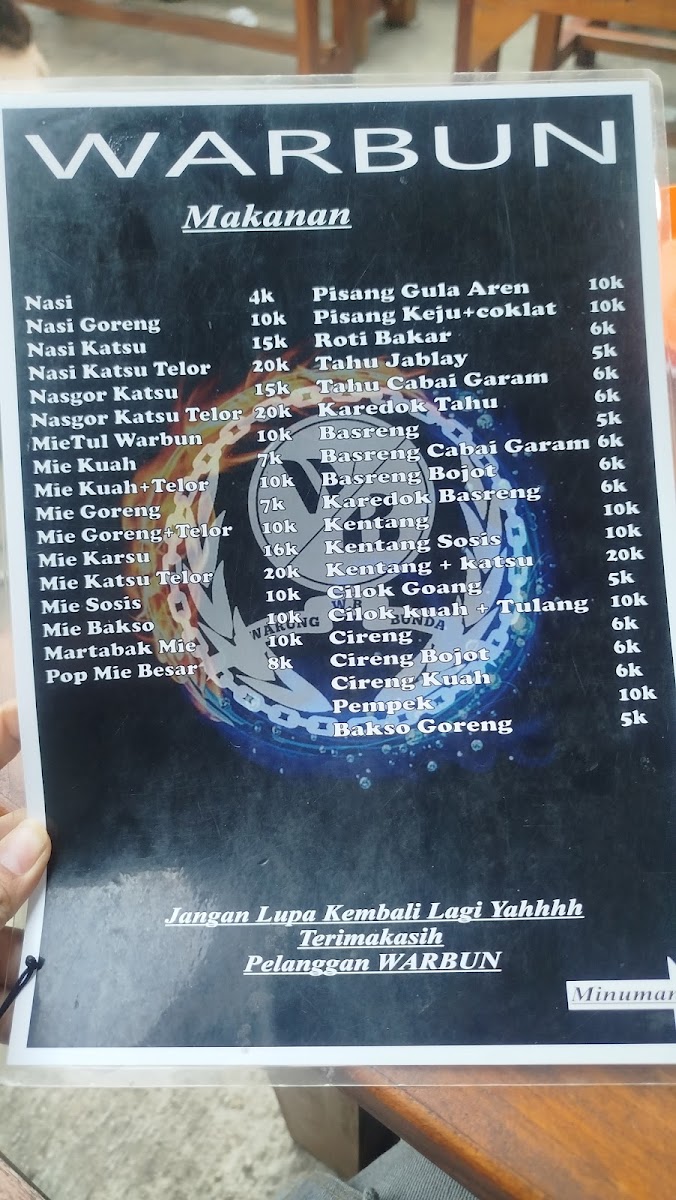 WARBUN
Makanan
Nasi 4k
Nasi Goreng 10k
Nasi Katsu 15k
Nasi Katsu Telor 20k
Nasgor Katsu 15k
Nasgor Katsu Telor 20k
MieTul Warbun 10k
Mie Kuah 7k
Mie Kuah+Telor 10k
Mie Goreng 7k
Mie Goreng+Telor 10k
Mie Karsu 16k
Mie Katsu Telor 20k
Mie Sosis 10k
Mie Bakso 10k
Martabak Mie 10k
Pop Mie Besar 8k
Pisang Gula Aren 10k
Pisang Keju+coklat 10k
Roti Bakar 6k
Tahu Jablay 5k
Tahu Cabai Garam 6k
Karedok Tahu 6k
Basreng 5k
Basreng Cabai Garam 6k
Basreng Bojot 6k
Karedok Basreng 6k
Kentang 10k
Kentang Sosis 10k
Kentang + katsu 20k
Cilok Goang 5k
Cilok kuah + Tulang 10k
Cireng 6k
Cireng Bojot 6k
Cireng Kuah 6k
Pempek 10k
Bakso Goreng 5k
WARUNG W.B BUNDA
Jangan Lupa Kembali Lagi Yahhhh
Terimakasih
Pelanggan WARBUN
Minuman